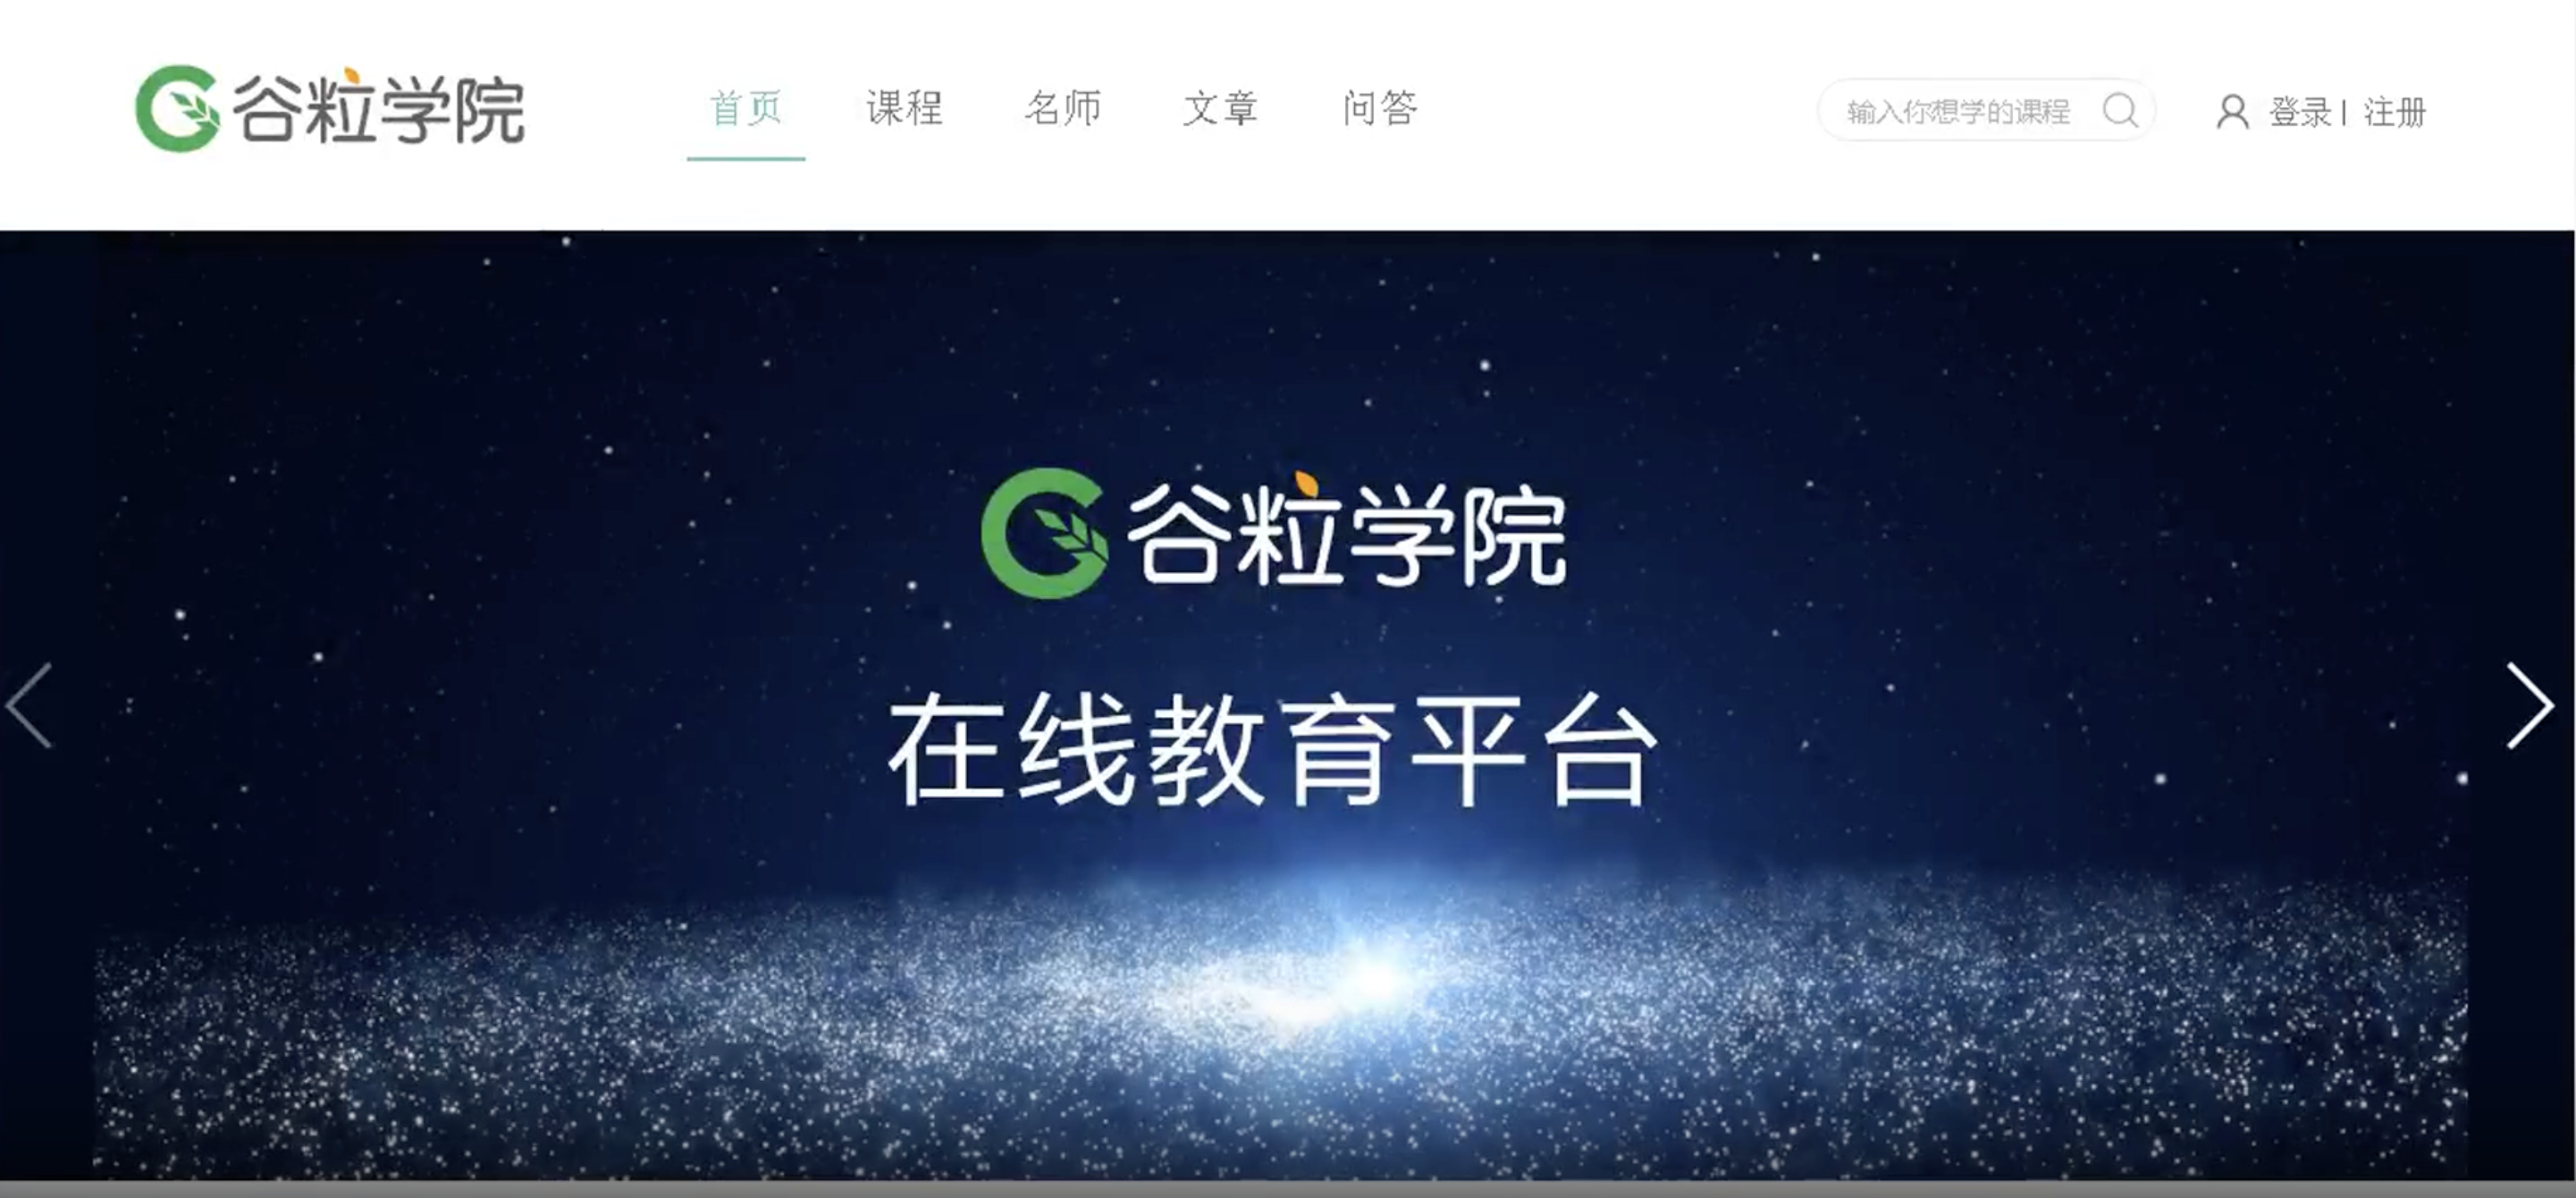 谷粒学院
首页 课程 名师 文章 问答
输入你想学的课程
登录 | 注册
谷粒学院
在线教育平台